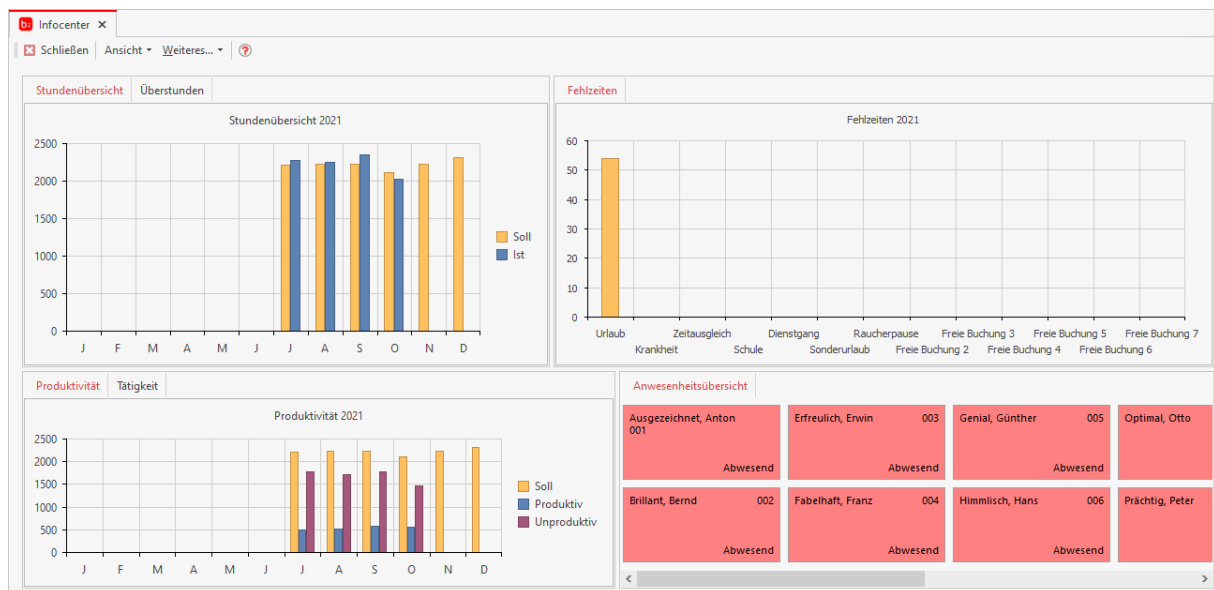 b: Infocenter ✕
Schließen Ansicht Weiteres... ?
Stundenübersicht Überstunden
Stundenübersicht 2021
2500
2000
1500
1000
500
0
J F M A M J J A S O N D
Soll
Ist
Fehlzeiten
Fehlzeiten 2021
60
50
40
30
20
10
0
Urlaub Zeitausgleich Dienstgang Raucherpause Freie Buchung 3 Freie Buchung 5 Freie Buchung 7
Krankheit Schule Sonderurlaub Freie Buchung 2 Freie Buchung 4 Freie Buchung 6
Produktivität Tätigkeit
Produktivität 2021
2500
2000
1500
1000
500
0
J F M A M J J A S O N D
Soll
Produktiv
Unproduktiv
Anwesenheitsübersicht
Ausgezeichnet, Anton
001
Abwesend
Erfreulich, Erwin 003
Abwesend
Genial, Günther 005
Abwesend
Optimal, Otto
Brillant, Bernd 002
Abwesend
Fabelhaft, Franz 004
Abwesend
Himmlisch, Hans 006
Abwesend
Prächtig, Peter